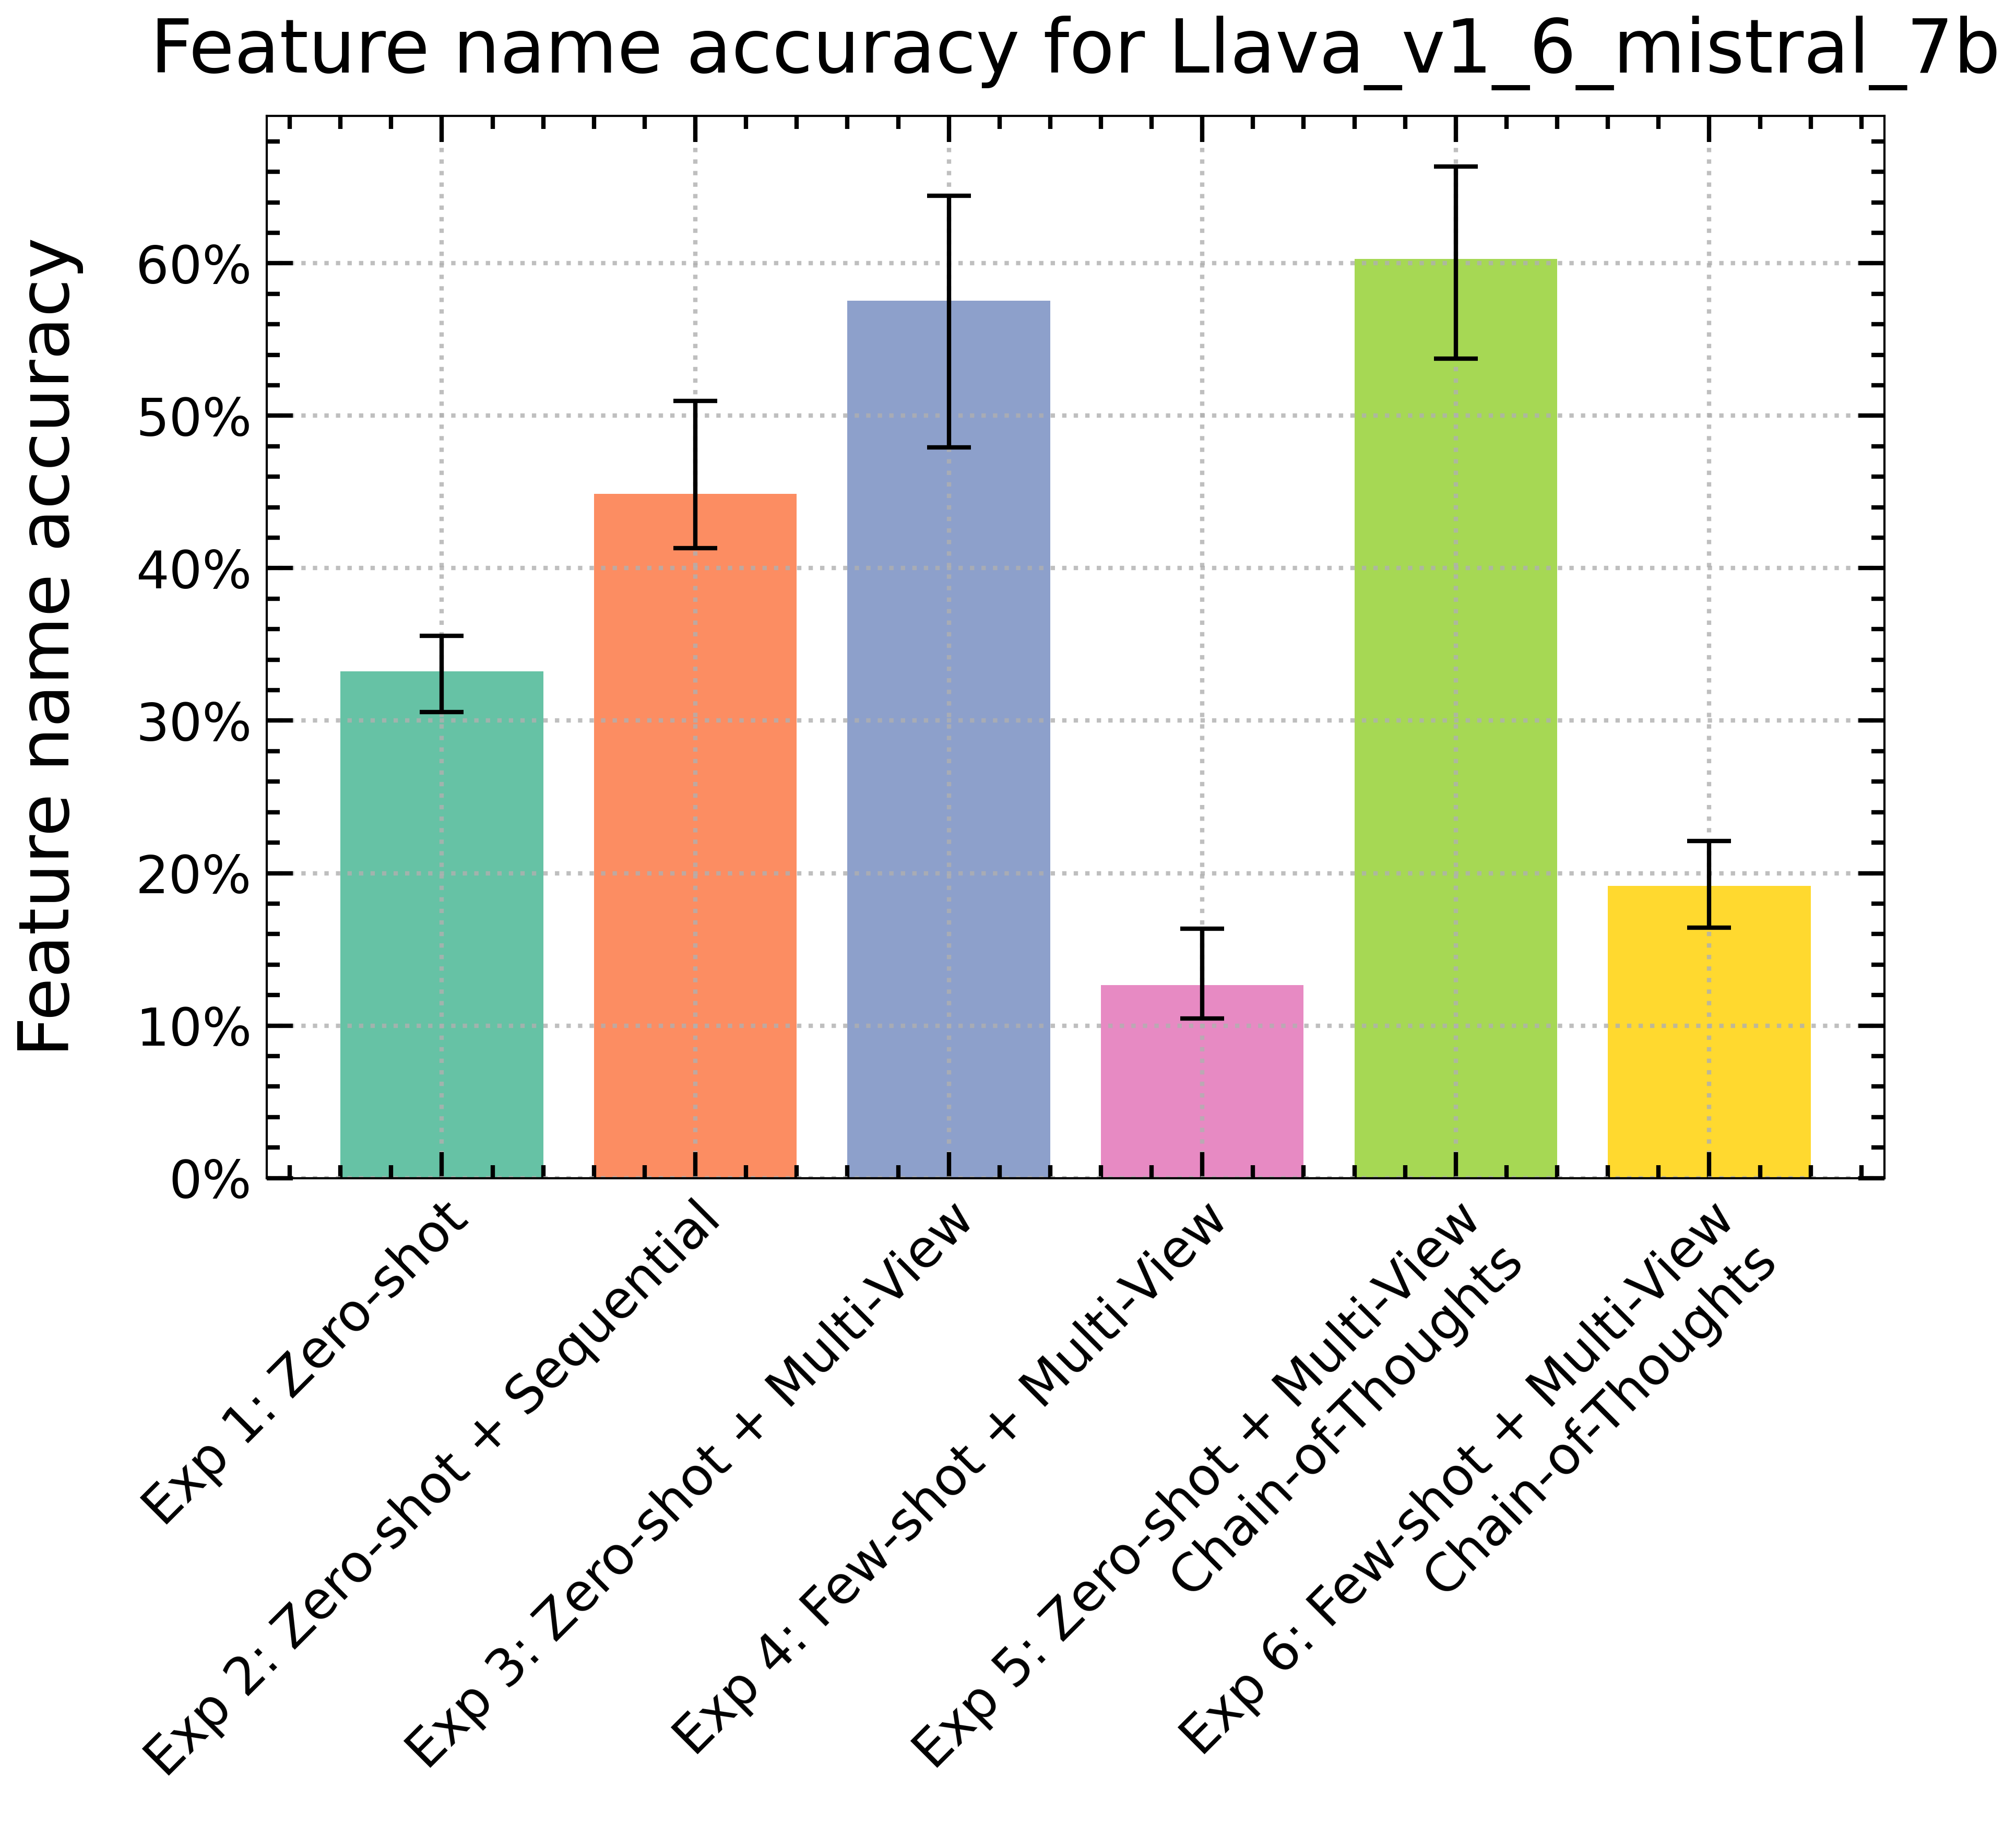 Feature name accuracy for Llava_v1_6_mistral_7b
Feature name accuracy
60%
50%
40%
30%
20%
10%
0%
Exp 1: Zero-shot
Exp 2: Zero-shot + Sequential
Exp 3: Zero-shot + Multi-View
Exp 4: Few-shot + Multi-View
Exp 5: Zero-shot + Multi-View
Chain-of-Thoughts
Exp 6: Few-shot + Multi-View
Chain-of-Thoughts